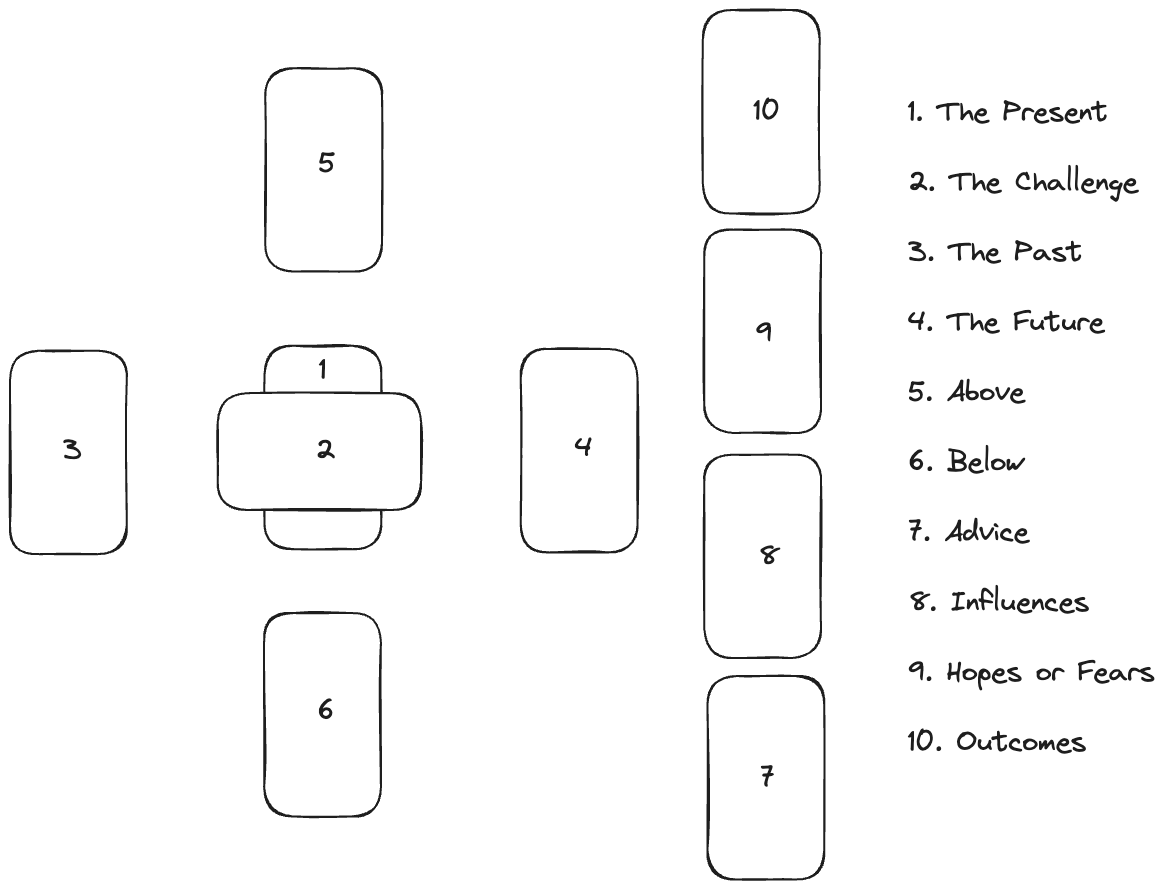 5
1
3
2
4
6
10
9
8
7
1. The Present
2. The Challenge
3. The Past
4. The Future
5. Above
6. Below
7. Advice
8. Influences
9. Hopes or Fears
10. Outcomes